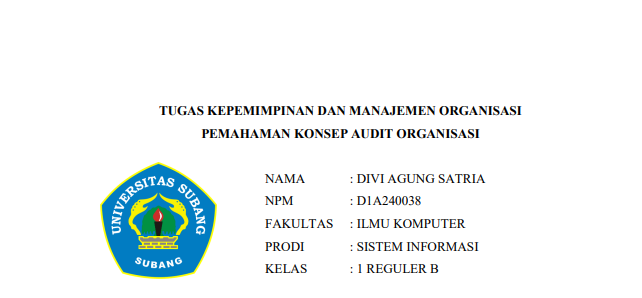 TUGAS KEPEMIMPINAN DAN MANAJEMEN ORGANISASI
PEMAHAMAN KONSEP AUDIT ORGANISASI
UNIVERSITAS SUBANG
SUBANG
NAMA : DIVI AGUNG SATRIA
NPM : D1A240038
FAKULTAS : ILMU KOMPUTER
PRODI : SISTEM INFORMASI
KELAS : 1 REGULER B